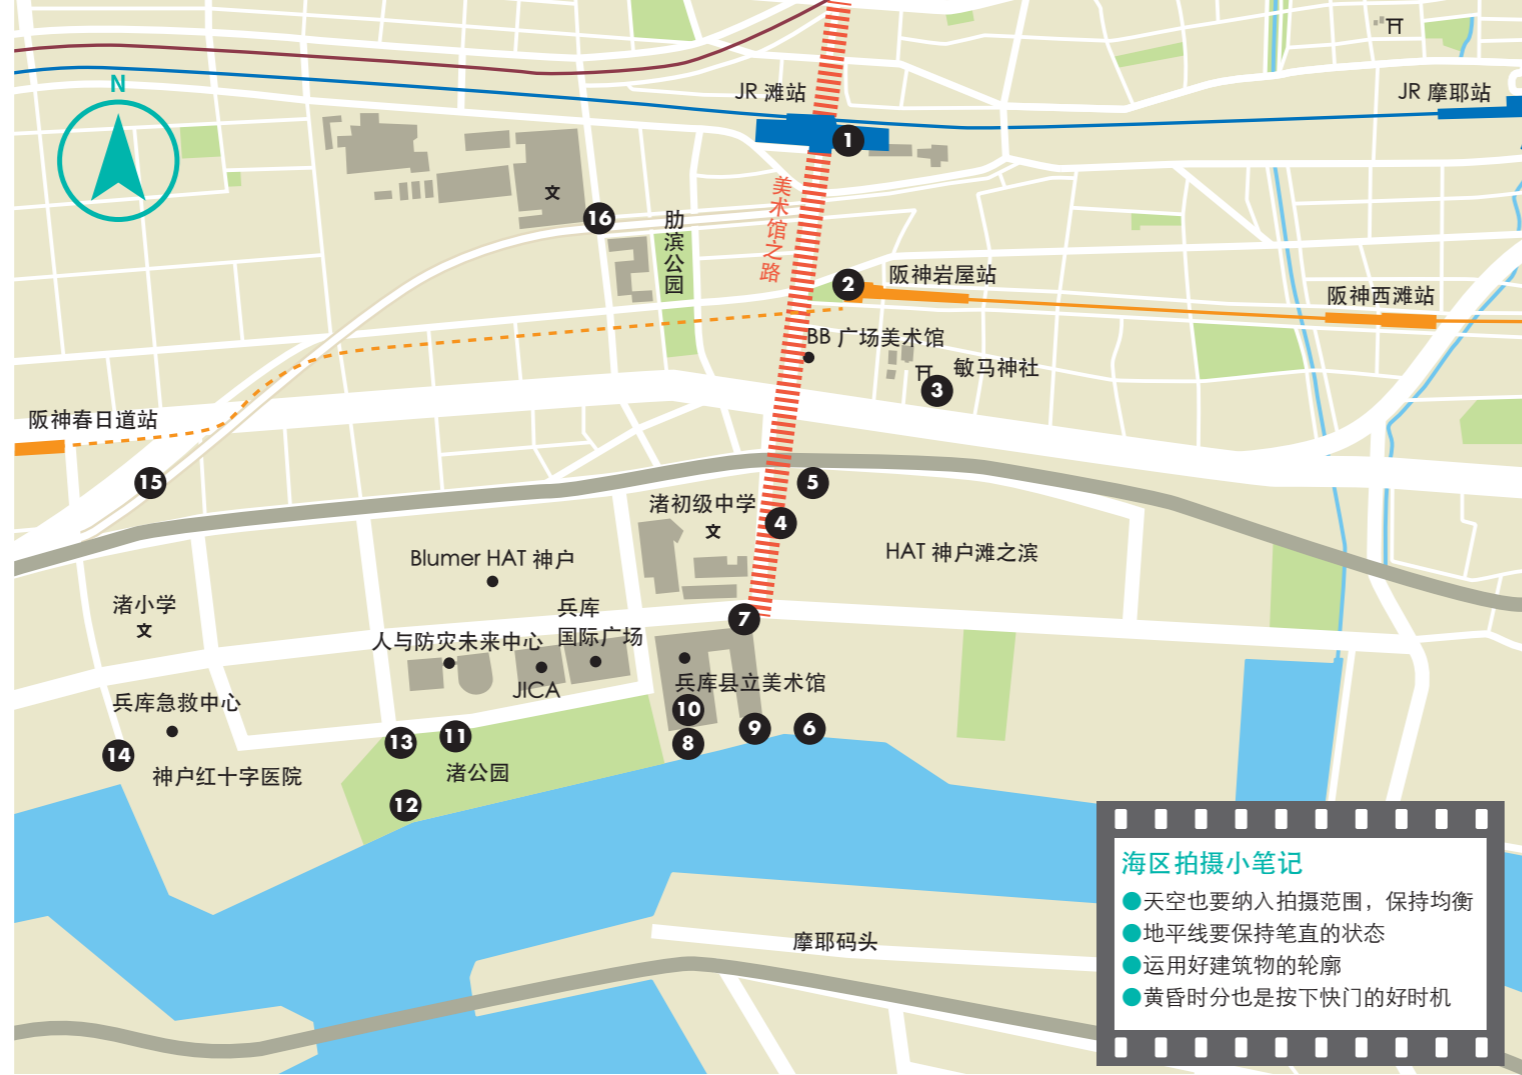 N
JR 滩站
JR 摩耶站
1
美术馆之路
文
16
肋滨公园
2
阪神岩屋站
阪神西滩站
BB 广场美术馆
敏马神社
3
阪神春日道站
15
5
渚初级中学
文
4
Blumer HAT 神户
HAT 神户滩之滨
渚小学
文
兵库
国际广场
7
人与防灾未来中心
JICA
兵库县立美术馆
兵库急救中心
10
14
13
11
8
9
6
神户红十字医院
渚公园
12
摩耶码头
海区拍摄小笔记
●天空也要纳入拍摄范围，保持均衡
●地平线要保持笔直的状态
●运用好建筑物的轮廓
●黄昏时分也是按下快门的好时机